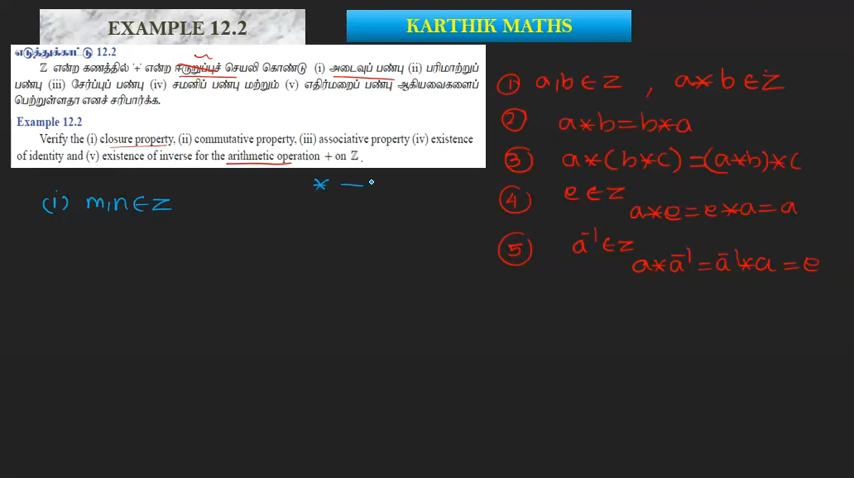 EXAMPLE 12.2
KARTHIK MATHS
எடுத்துக்காட்டு 12.2
Z என்ற கணத்தில் '+' என்ற ஈருறுப்புச் செயலி கொண்டு (i) அடைவுப் பண்பு (ii) பரிமாற்றுப்
பண்பு (iii) சேர்ப்புப் பண்பு (iv) சமனிப் பண்பு மற்றும் (v) எதிர்மறைப் பண்பு ஆகியவைகளைப்
பெற்றுள்ளதா எனச் சரிபார்க்க.
Example 12.2
Verify the (i) closure property, (ii) commutative property, (iii) associative property (iv) existence
of identity and (v) existence of inverse for the arithmetic operation + on Z.
(i) m, n ∈ Z
* —
① a, b ∈ Z , a * b ∈ Z
② a * b = b * a
③ a * (b * c) = (a * b) * c
④ e ∈ Z
a * e = e * a = a
⑤ a⁻¹ ∈ Z
a * a⁻¹ = a⁻¹ * a = e